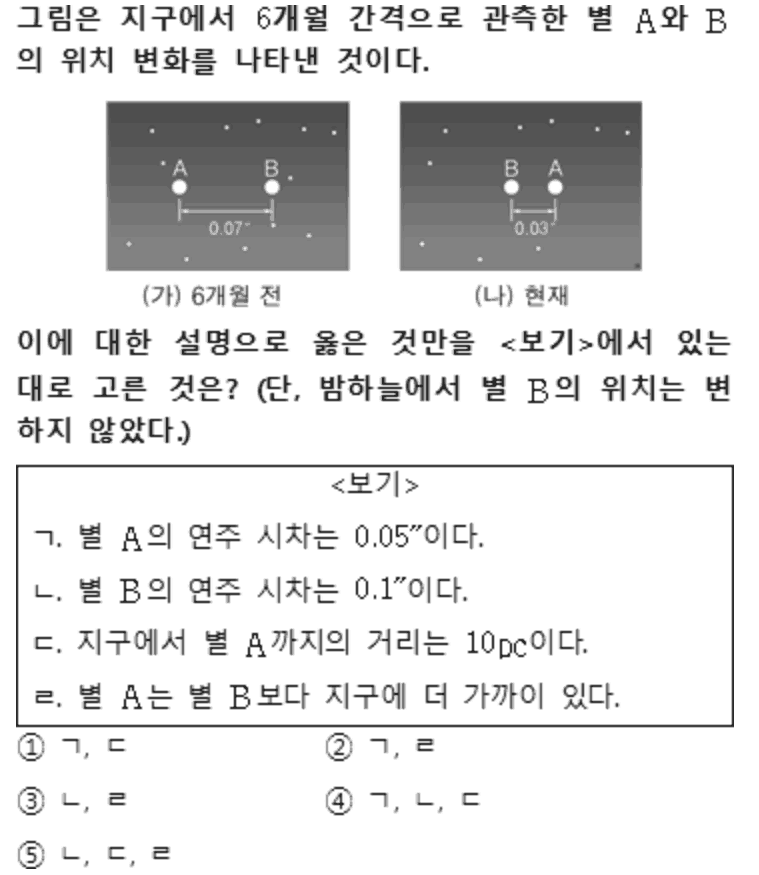 그림은 지구에서 6개월 간격으로 관측한 별 A와 B
의 위치 변화를 나타낸 것이다.
A B
0.07″
B A
0.03″
(가) 6개월 전
(나) 현재
이에 대한 설명으로 옳은 것만을 <보기>에서 있는
대로 고른 것은? (단, 밤하늘에서 별 B의 위치는 변
하지 않았다.)
<보기>
ㄱ. 별 A의 연주 시차는 0.05″이다.
ㄴ. 별 B의 연주 시차는 0.1″이다.
ㄷ. 지구에서 별 A까지의 거리는 10pc이다.
ㄹ. 별 A는 별 B보다 지구에 더 가까이 있다.
① ㄱ, ㄷ ② ㄱ, ㄹ
③ ㄴ, ㄹ ④ ㄱ, ㄴ, ㄷ
⑤ ㄴ, ㄷ, ㄹ